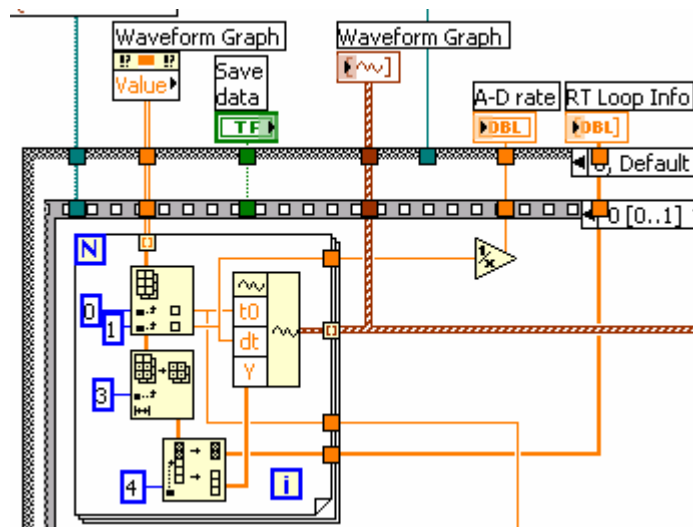 Waveform Graph
!? !?
Value
Save
data
TF
Waveform Graph
A-D rate
DBL
RT Loop Info
DBL]
, Default
0 [0..1]
N
0
1
t0
dt
Y
1/x
3
4
i